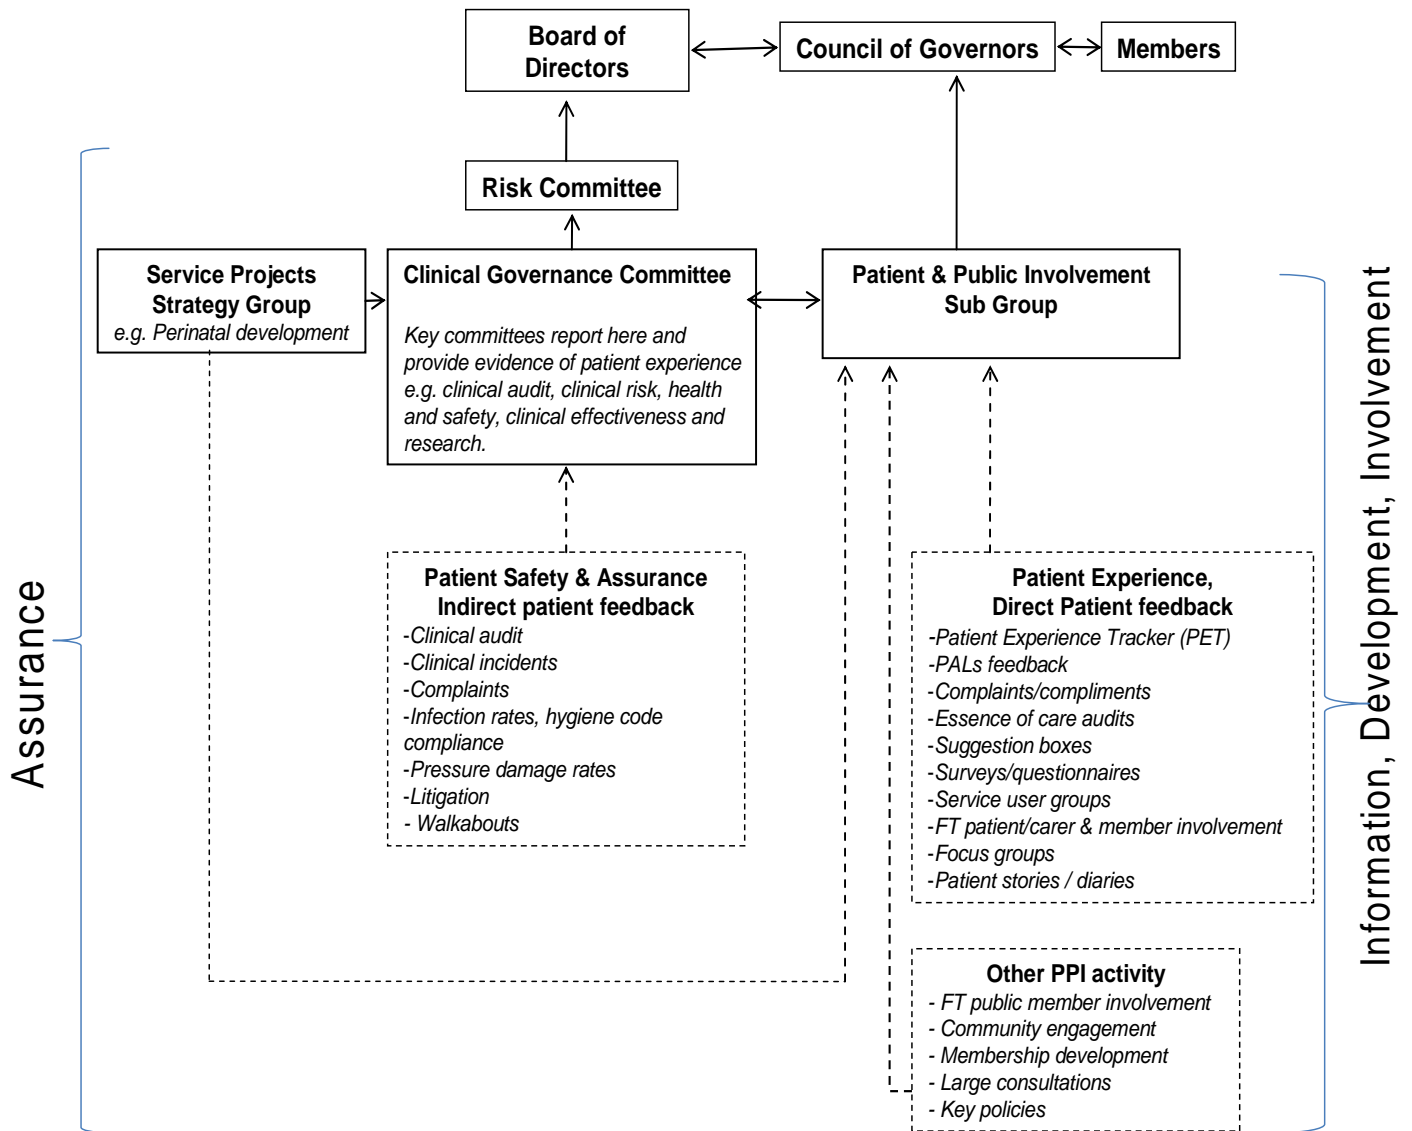 Board of
Directors
Council of Governors
Members
Risk Committee
Service Projects
Strategy Group
e.g. Perinatal development
Clinical Governance Committee
Key committees report here and
provide evidence of patient experience
e.g. clinical audit, clinical risk, health
and safety, clinical effectiveness and
research.
Patient & Public Involvement
Sub Group
Assurance
Information, Development, Involvement
Patient Safety & Assurance
Indirect patient feedback
-Clinical audit
-Clinical incidents
-Complaints
-Infection rates, hygiene code
compliance
-Pressure damage rates
-Litigation
- Walkabouts
Patient Experience,
Direct Patient feedback
-Patient Experience Tracker (PET)
-PALs feedback
-Complaints/compliments
-Essence of care audits
-Suggestion boxes
-Surveys/questionnaires
-Service user groups
-FT patient/carer & member involvement
-Focus groups
-Patient stories / diaries
Other PPI activity
- FT public member involvement
- Community engagement
- Membership development
- Large consultations
- Key policies